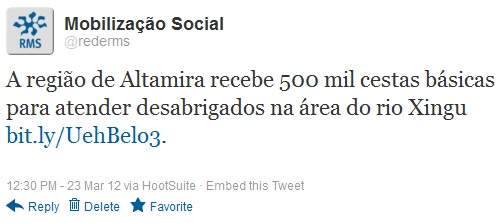 RMS
Mobilização Social
@rederms
A região de Altamira recebe 500 mil cestas básicas
para atender desabrigados na área do rio Xingu
bit.ly/UehBelo3.
12:30 PM - 23 Mar 12 via HootSuite · Embed this Tweet
Reply Delete Favorite